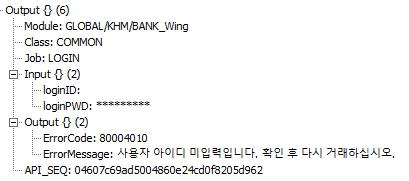 Output {} (6)
Module: GLOBAL/KHM/BANK_Wing
Class: COMMON
Job: LOGIN
Input {} (2)
loginID:
loginPWD: *********
Output {} (2)
ErrorCode: 80004010
ErrorMessage: 사용자 아이디 미입력입니다. 확인 후 다시 거래하십시오.
API_SEQ: 04607c69ad5004860e24cd0f8205d962